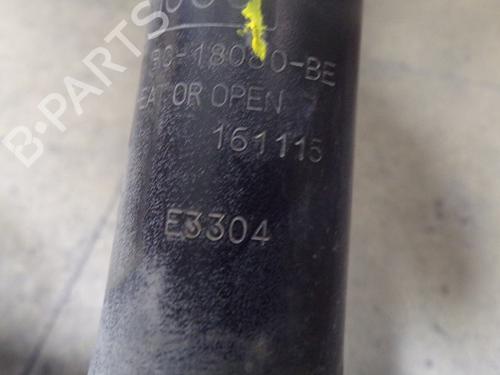 -18080-BE
EAT OR OPEN
161115
E3304
B-PARTS